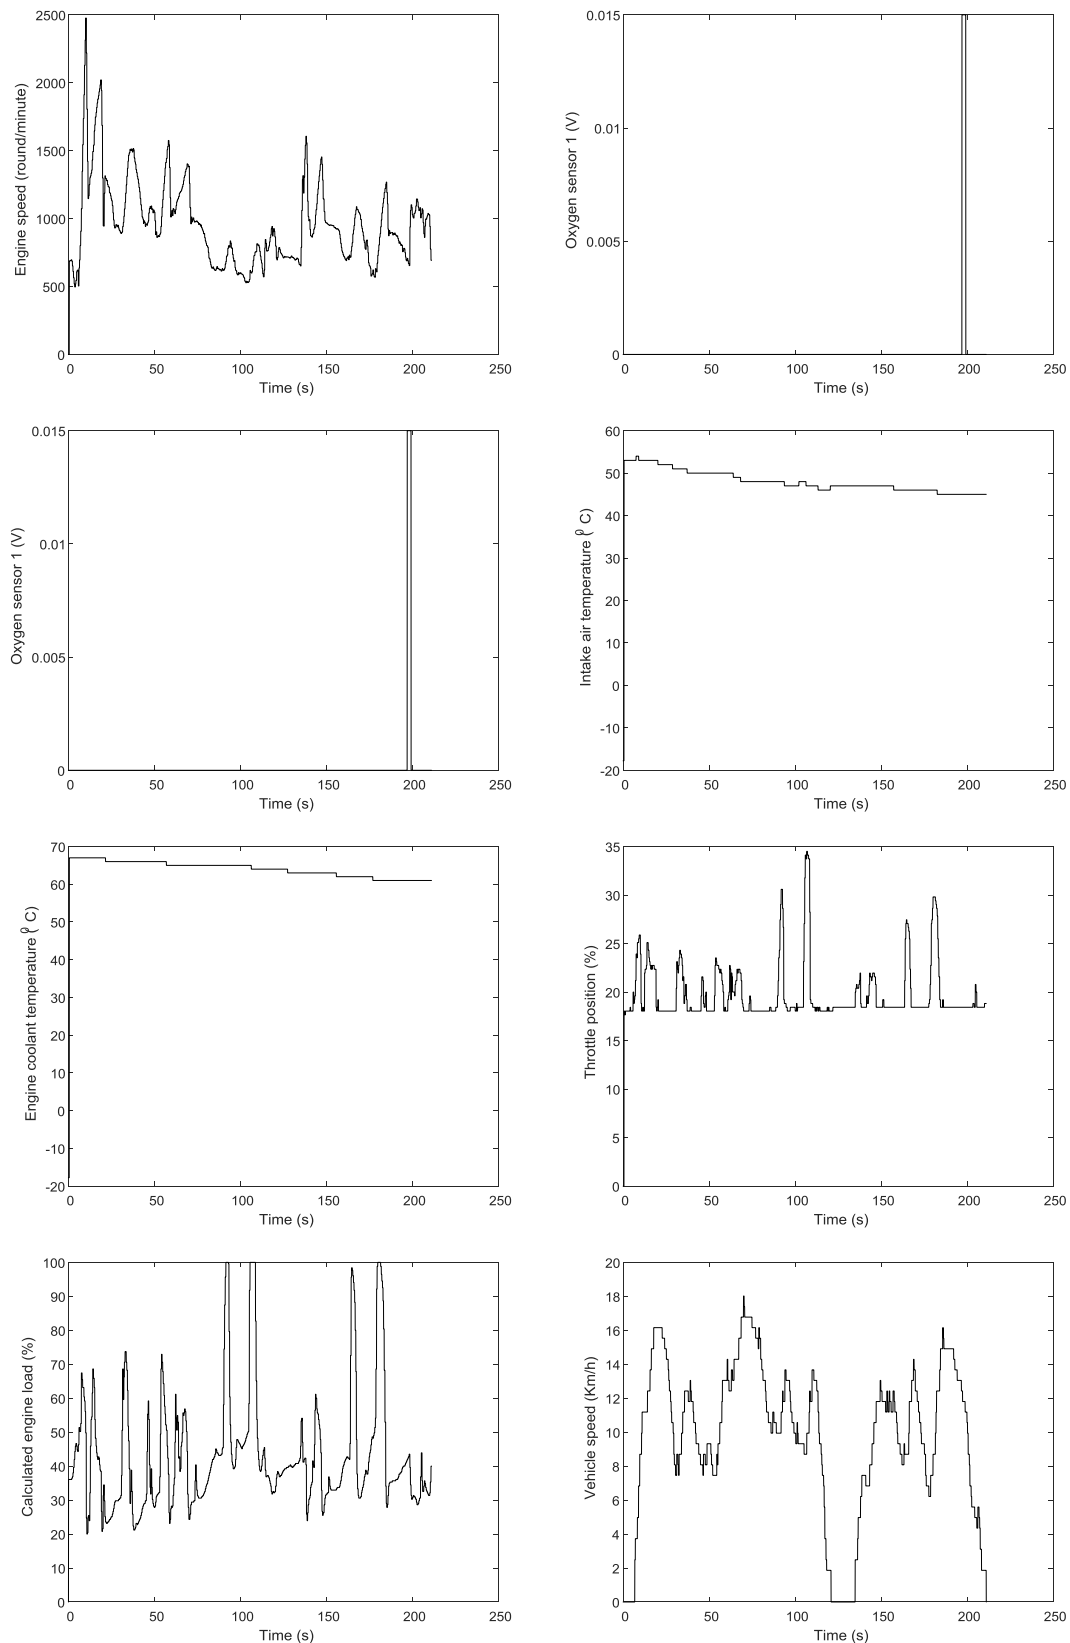 2500
2000
1500
1000
500
0
Engine speed (round/minute)
0 50 100 150 200 250
Time (s)
0.015
0.01
0.005
0
Oxygen sensor 1 (V)
0 50 100 150 200 250
Time (s)
0.015
0.01
0.005
0
Oxygen sensor 1 (V)
0 50 100 150 200 250
Time (s)
60
50
40
30
20
10
0
-10
-20
Intake air temperature (⁰ C)
0 50 100 150 200 250
Time (s)
70
60
50
40
30
20
10
0
-10
-20
Engine coolant temperature (⁰ C)
0 50 100 150 200 250
Time (s)
35
30
25
20
15
10
5
0
Throttle position (%)
0 50 100 150 200 250
Time (s)
100
90
80
70
60
50
40
30
20
10
0
Calculated engine load (%)
0 50 100 150 200 250
Time (s)
20
18
16
14
12
10
8
6
4
2
0
Vehicle speed (Km/h)
0 50 100 150 200 250
Time (s)